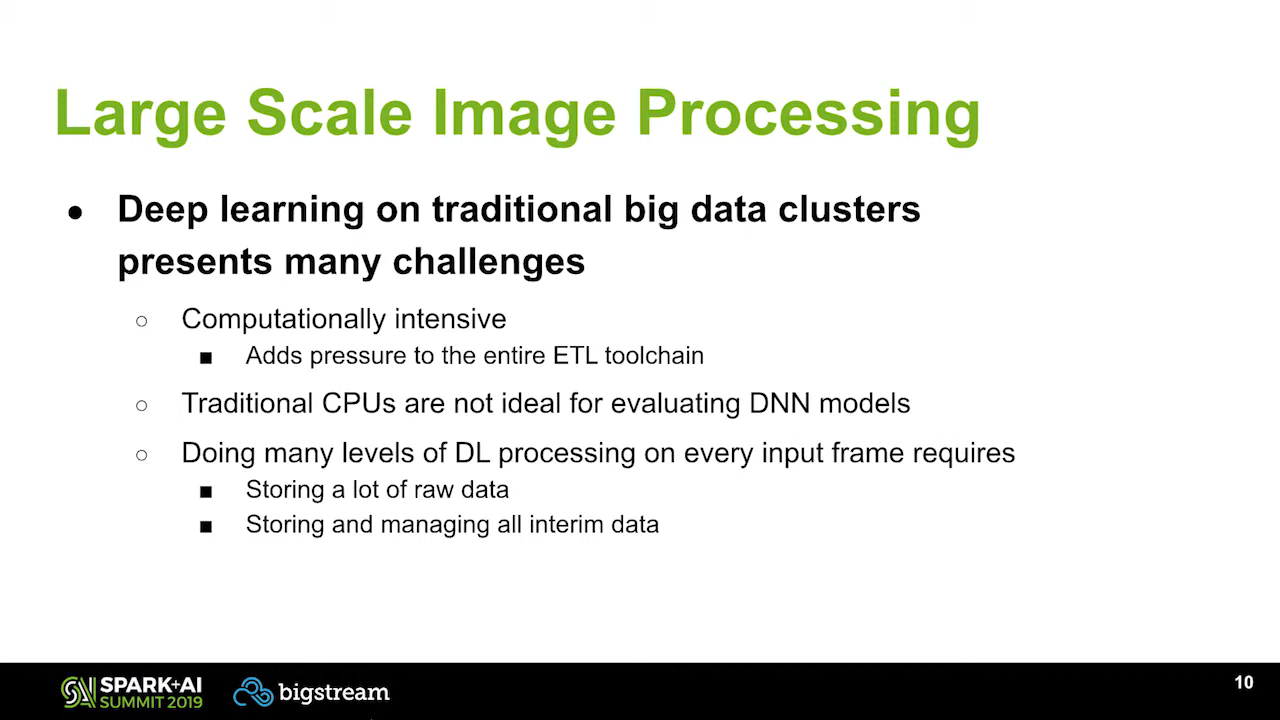 Large Scale Image Processing
● Deep learning on traditional big data clusters
presents many challenges
○ Computationally intensive
■ Adds pressure to the entire ETL toolchain
○ Traditional CPUs are not ideal for evaluating DNN models
○ Doing many levels of DL processing on every input frame requires
■ Storing a lot of raw data
■ Storing and managing all interim data
SPARK+AI
SUMMIT 2019
bigstream
10